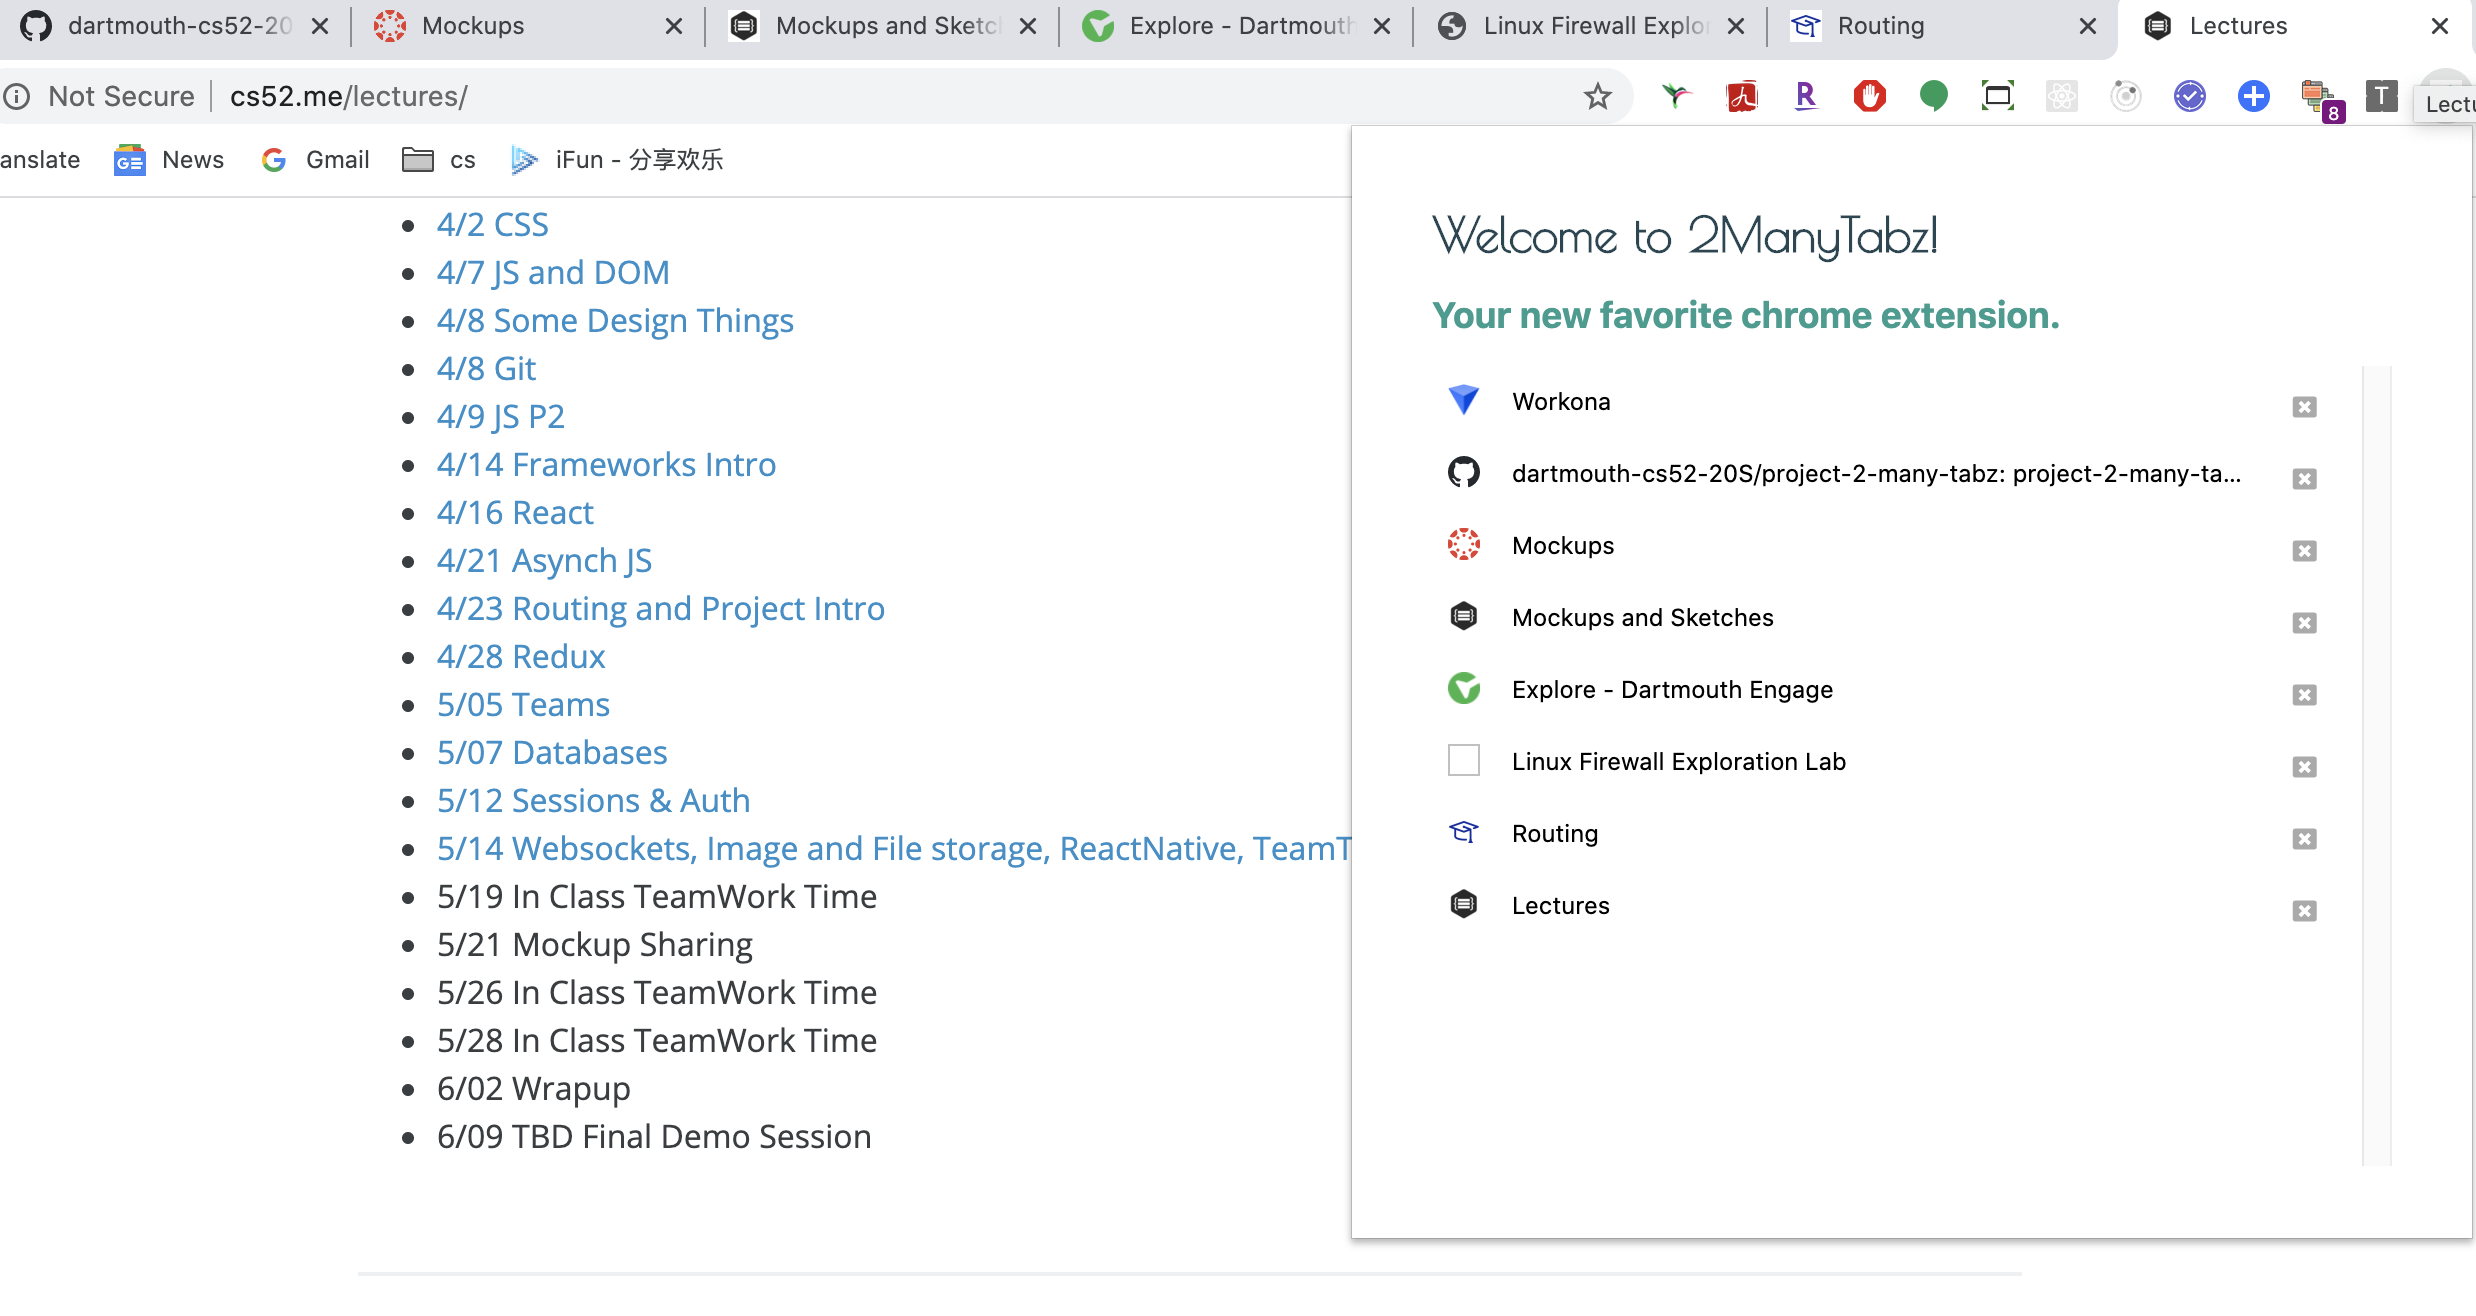 dartmouth-cs52-20 Mockups Mockups and Sketc Explore - Dartmouth Linux Firewall Explo Routing Lectures
Not Secure cs52.me/lectures/
R
8
T
Lectu
anslate GE News G Gmail cs iFun - 分享欢乐
4/2 CSS
4/7 JS and DOM
4/8 Some Design Things
4/8 Git
4/9 JS P2
4/14 Frameworks Intro
4/16 React
4/21 Asynch JS
4/23 Routing and Project Intro
4/28 Redux
5/05 Teams
5/07 Databases
5/12 Sessions & Auth
5/14 Websockets, Image and File storage, ReactNative, TeamT
5/19 In Class TeamWork Time
5/21 Mockup Sharing
5/26 In Class TeamWork Time
5/28 In Class TeamWork Time
6/02 Wrapup
6/09 TBD Final Demo Session
Welcome to 2ManyTabz!
Your new favorite chrome extension.
Workona
dartmouth-cs52-20S/project-2-many-tabz: project-2-many-ta...
Mockups
Mockups and Sketches
Explore - Dartmouth Engage
Linux Firewall Exploration Lab
Routing
Lectures